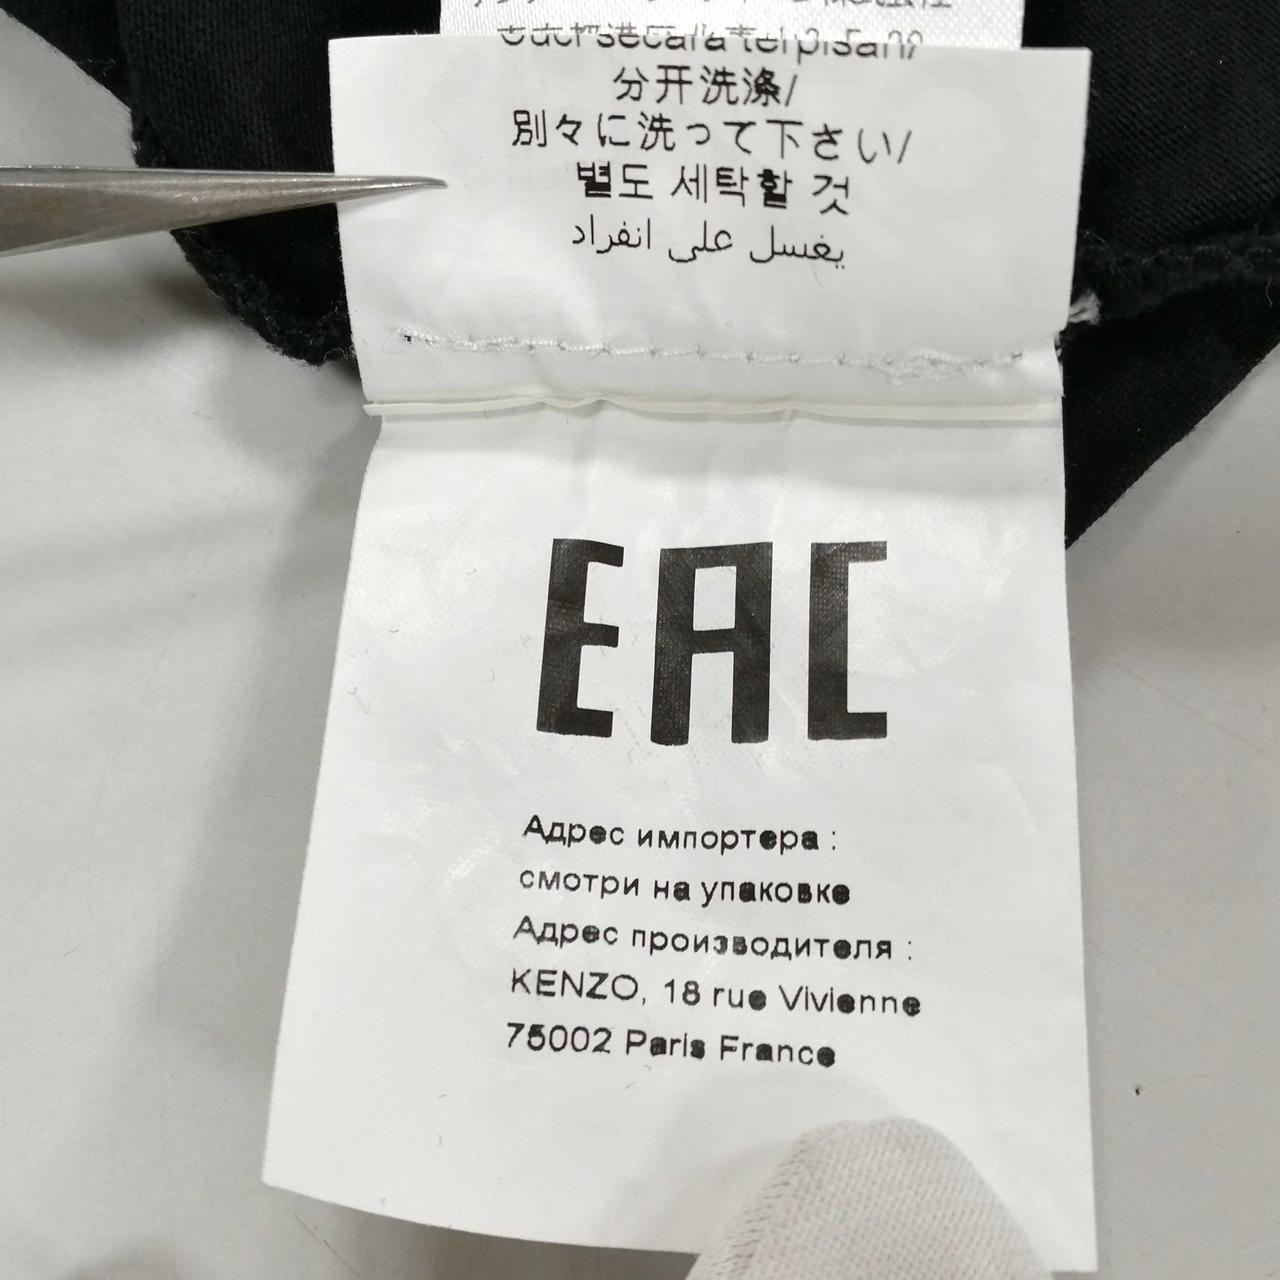 分开洗涤/
別々に洗って下さい/
별도 세탁할 것
يغسل على انفراد
EAC
Адрес импортера :
смотри на упаковке
Адрес производителя :
KENZO, 18 rue Vivienne
75002 Paris France